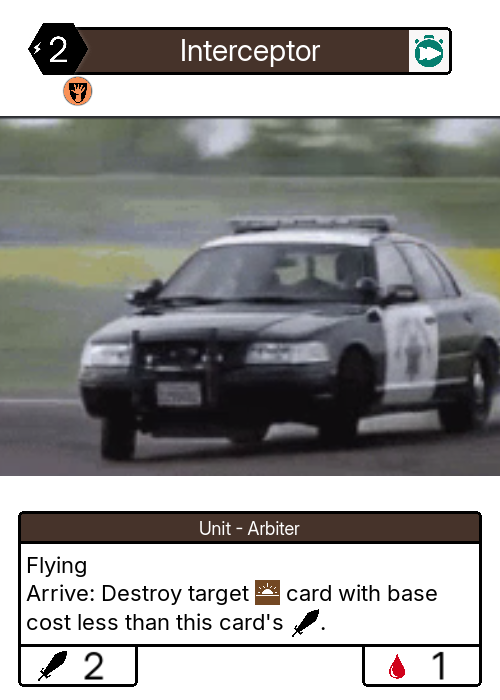 2
Interceptor
Unit - Arbiter
Flying
Arrive: Destroy target card with base
cost less than this card's .
2
1